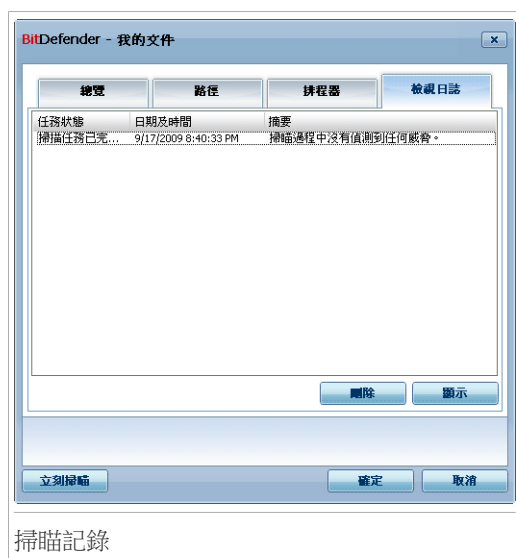 BitDefender - 我的文件
總覽 路徑 排程器 檢視日誌
任務狀態 日期及時間 摘要
掃描任務已完... 9/17/2009 8:40:33 PM 掃瞄過程中沒有偵測到任何威脅。
刪除 顯示
立刻掃瞄 確定 取消
掃瞄記錄